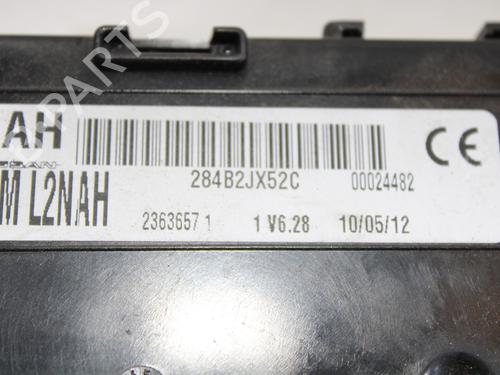 AH
284B2JX52C 00024482
M L2NAH
2363657 1 1 V6.28 10/05/12
CE
PARTS